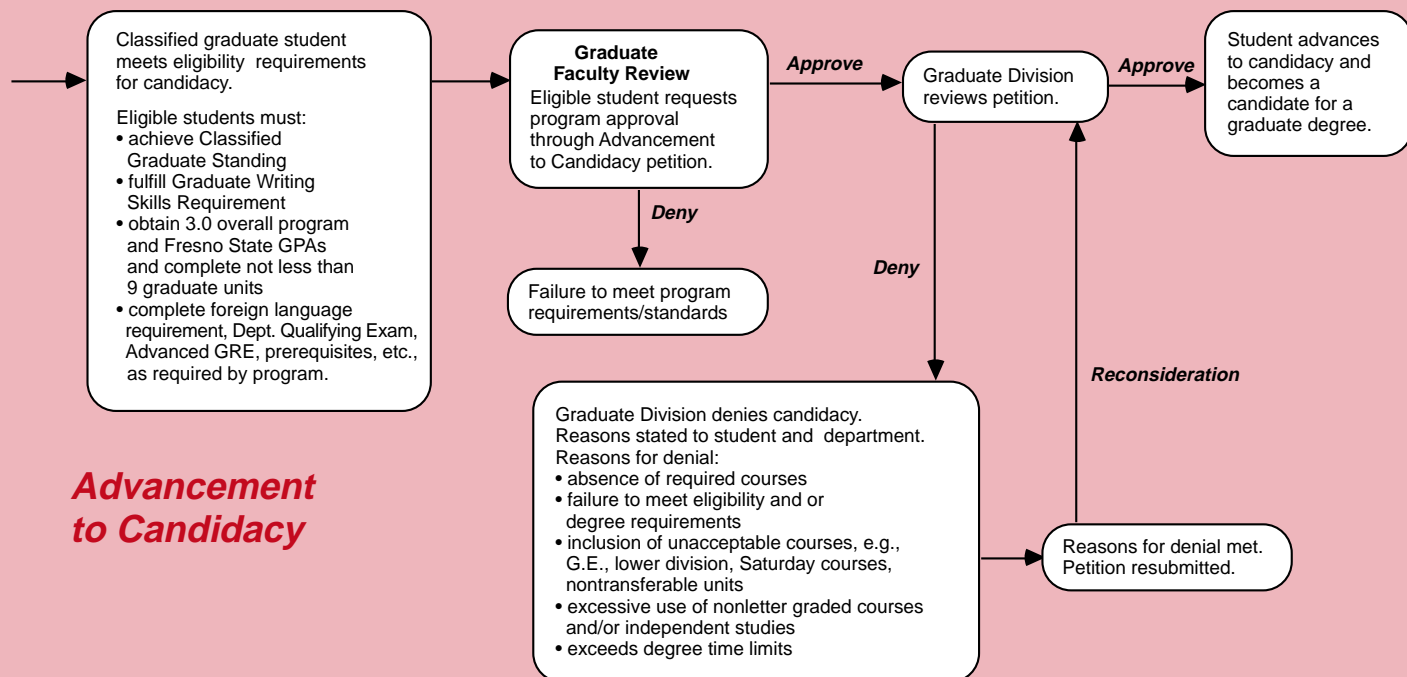 Classified graduate student
meets eligibility requirements
for candidacy.
Eligible students must:
• achieve Classified
Graduate Standing
• fulfill Graduate Writing
Skills Requirement
• obtain 3.0 overall program
and Fresno State GPAs
and complete not less than
9 graduate units
• complete foreign language
requirement, Dept. Qualifying Exam,
Advanced GRE, prerequisites, etc.,
as required by program.
Graduate
Faculty Review
Eligible student requests
program approval
through Advancement
to Candidacy petition.
Approve
Graduate Division
reviews petition.
Approve
Student advances
to candidacy and
becomes a
candidate for a
graduate degree.
Deny
Failure to meet program
requirements/standards
Deny
Reconsideration
Graduate Division denies candidacy.
Reasons stated to student and department.
Reasons for denial:
• absence of required courses
• failure to meet eligibility and or
degree requirements
• inclusion of unacceptable courses, e.g.,
G.E., lower division, Saturday courses,
nontransferable units
• excessive use of nonletter graded courses
and/or independent studies
• exceeds degree time limits
Reasons for denial met.
Petition resubmitted.
Advancement
to Candidacy